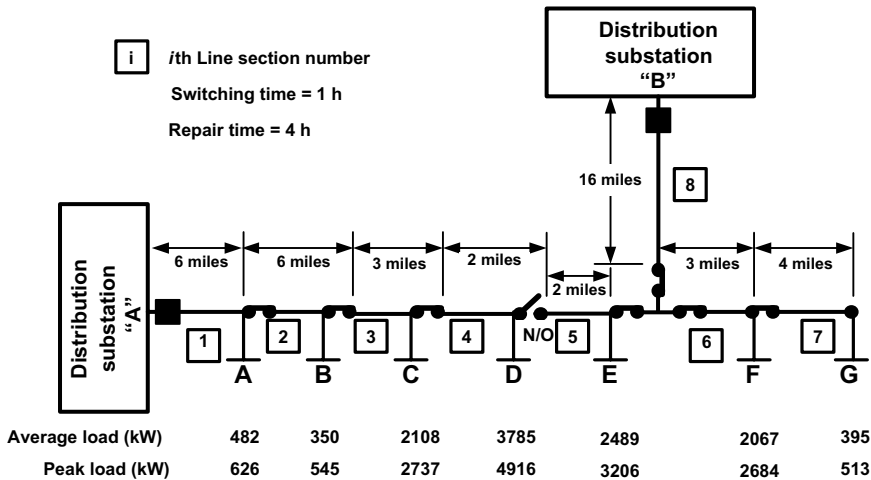 Distribution
substation
“B”
i ith Line section number
Switching time = 1 h
Repair time = 4 h
16 miles
8
Distribution
substation
“A”
6 miles
6 miles
3 miles
2 miles
2 miles
3 miles
4 miles
1
2
3
4
N/O
5
6
7
A B C D E F G
Average load (kW) 482 350 2108 3785 2489 2067 395
Peak load (kW) 626 545 2737 4916 3206 2684 513